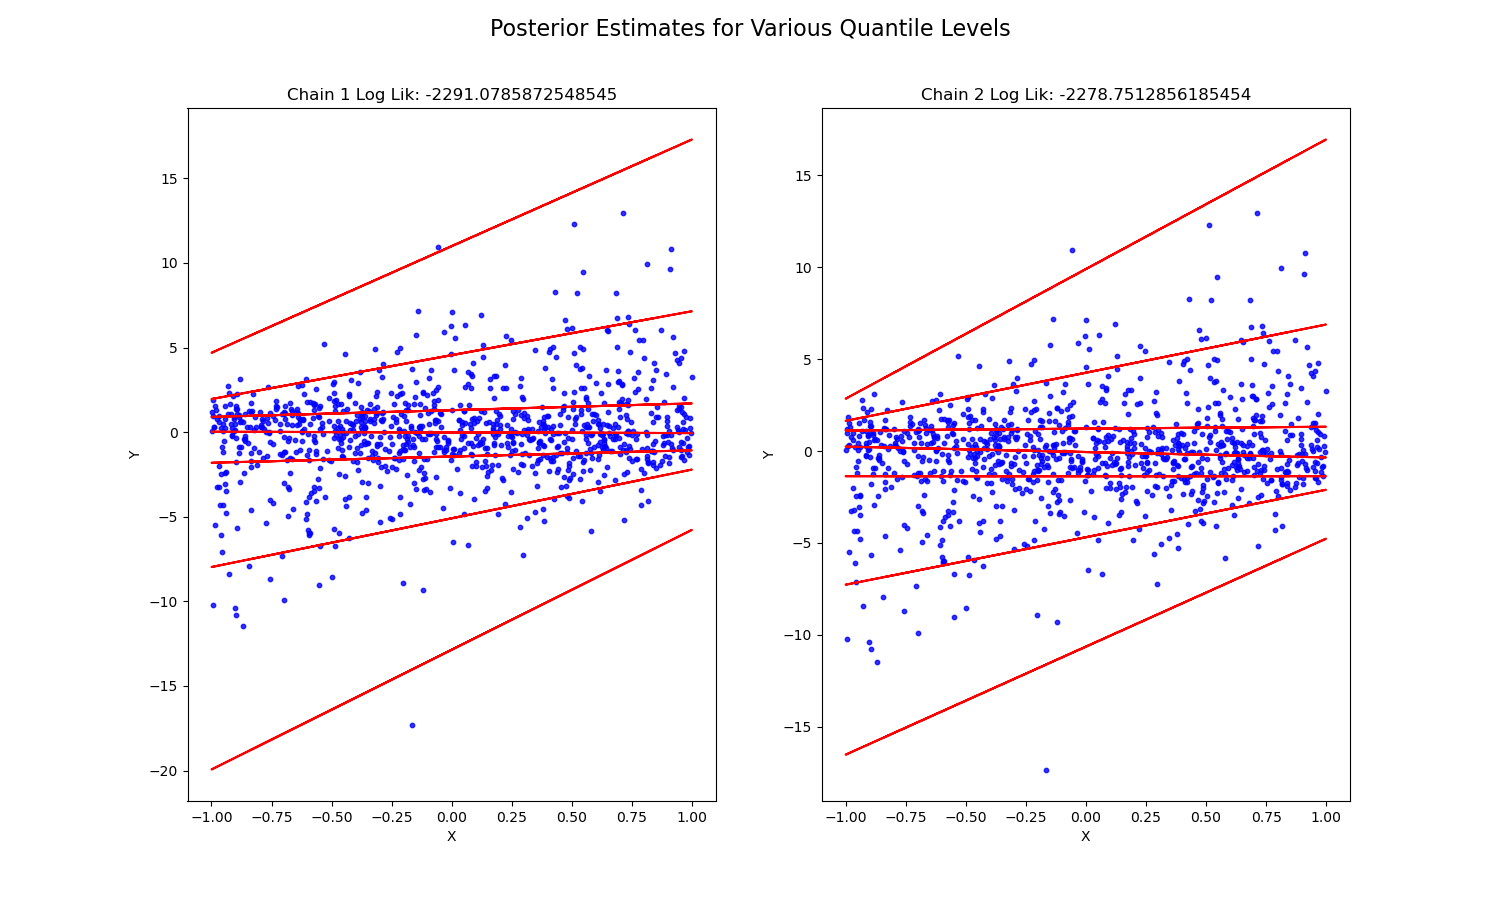 Posterior Estimates for Various Quantile Levels
Chain 1 Log Lik: -2291.0785872548545
15
10
5
0
−5
−10
−15
−20
Y
−1.00 −0.75 −0.50 −0.25 0.00 0.25 0.50 0.75 1.00
X
Chain 2 Log Lik: -2278.7512856185454
15
10
5
0
−5
−10
−15
Y
−1.00 −0.75 −0.50 −0.25 0.00 0.25 0.50 0.75 1.00
X